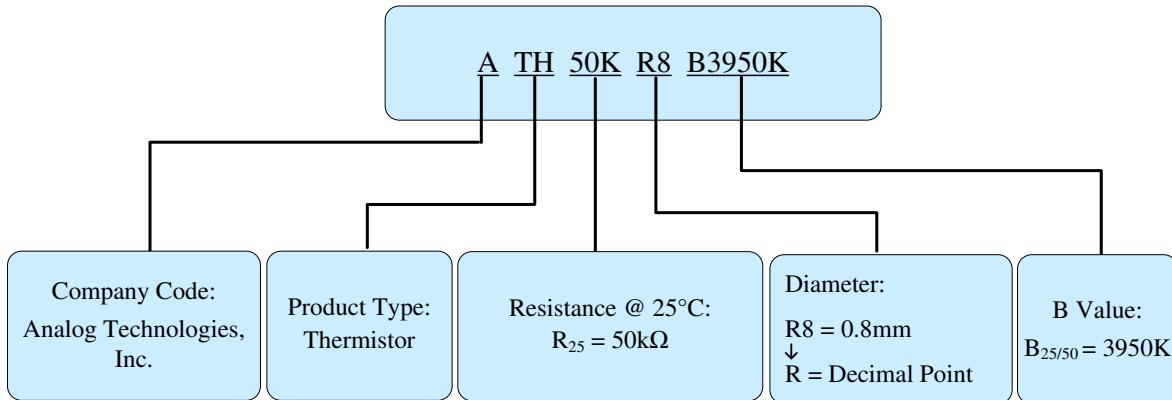 A TH 50K R8 B3950K
Company Code:
Analog Technologies,
Inc.
Product Type:
Thermistor
Resistance @ 25°C:
R₂₅ = 50kΩ
Diameter:
R8 = 0.8mm
↓
R = Decimal Point
B Value:
B₂₅/₅₀ = 3950K